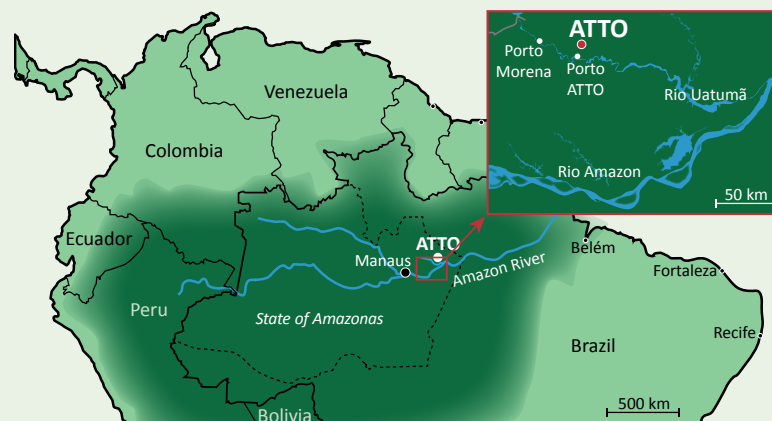 ATTO
Porto
Morena
Porto
ATTO
Rio Uatumã
Rio Amazon
50 km
Venezuela
Colombia
Ecuador
ATTO
Manaus
Amazon River
Belém
Fortaleza
Peru
State of Amazonas
Recife
Brazil
Bolivia
500 km